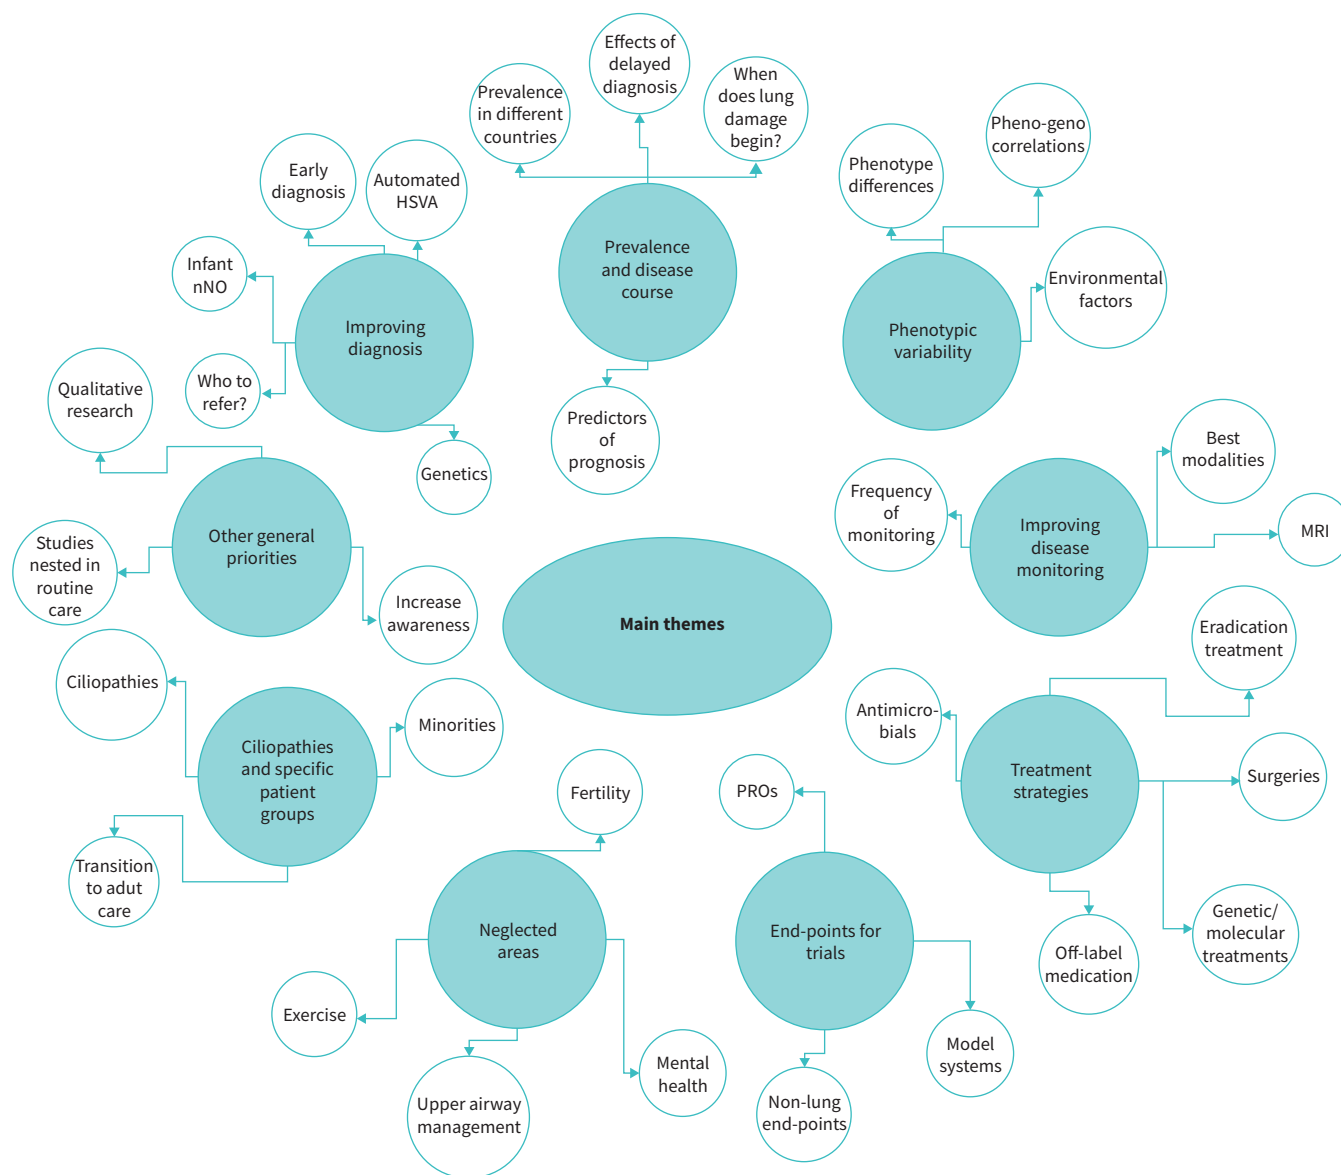 Effects of
delayed
diagnosis
Prevalence
in different
countries
When
does lung
damage
begin?
Pheno-geno
correlations
Phenotype
differences
Early
diagnosis
Automated
HSVA
Infant
nNO
Prevalence
and disease
course
Environmental
factors
Improving
diagnosis
Phenotypic
variability
Who to
refer?
Qualitative
research
Predictors
of
prognosis
Genetics
Best
modalities
Frequency
of
monitoring
Improving
disease
monitoring
MRI
Other general
priorities
Studies
nested in
routine
care
Increase
awareness
Main themes
Eradication
treatment
Ciliopathies
Minorities
Antimicro-
bials
Ciliopathies
and specific
patient
groups
Treatment
strategies
Surgeries
Fertility
PROs
Transition
to adut
care
Neglected
areas
End-points for
trials
Off-label
medication
Genetic/
molecular
treatments
Exercise
Upper airway
management
Mental
health
Non-lung
end-points
Model
systems